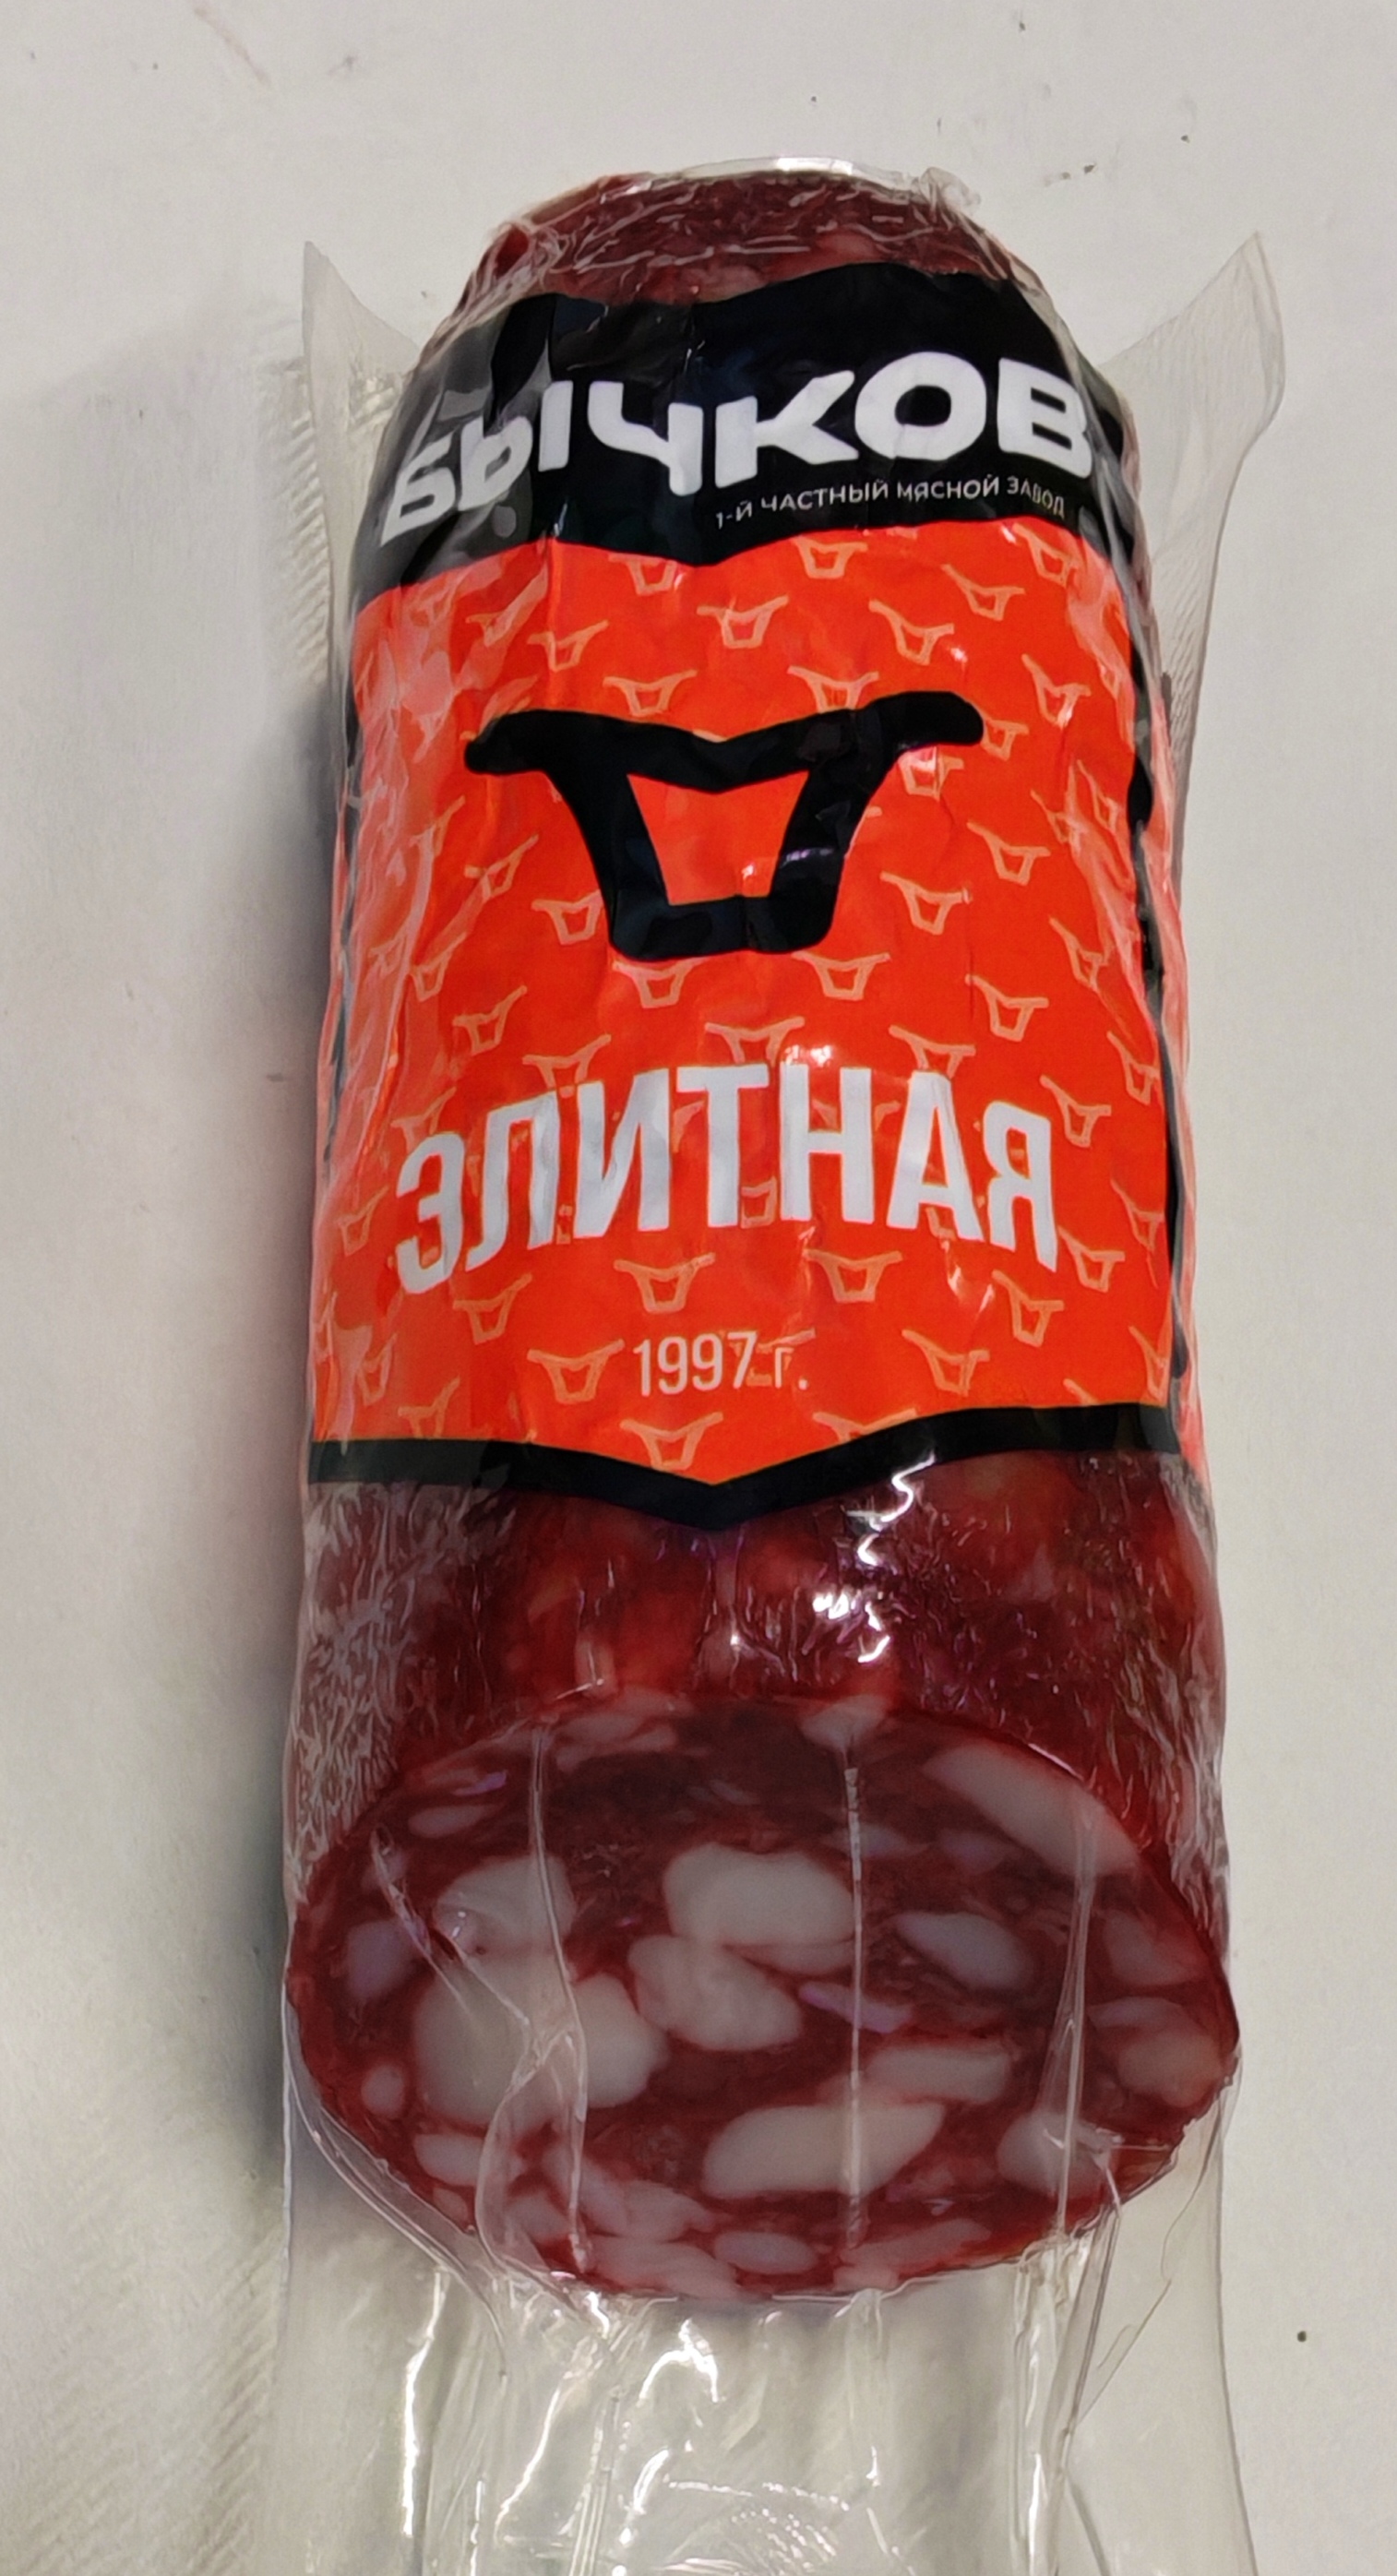 БЫЧКОВ
1-Й ЧАСТНЫЙ МЯСНОЙ ЗАВОД
ЭЛИТНАЯ
1997 г.